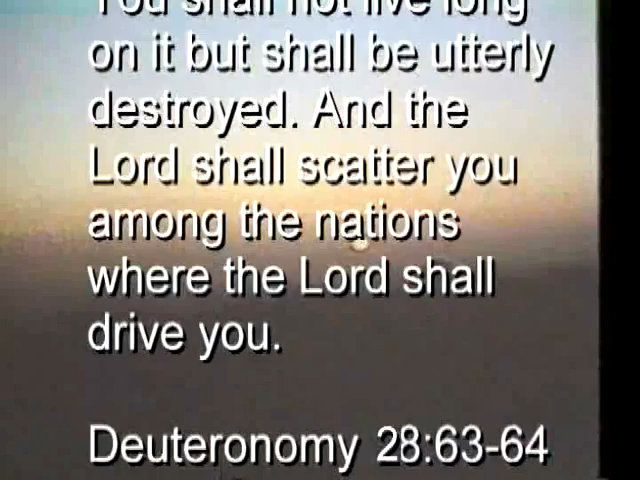 You shall not live long
on it but shall be utterly
destroyed. And the
Lord shall scatter you
among the nations
where the Lord shall
drive you.
Deuteronomy 28:63-64